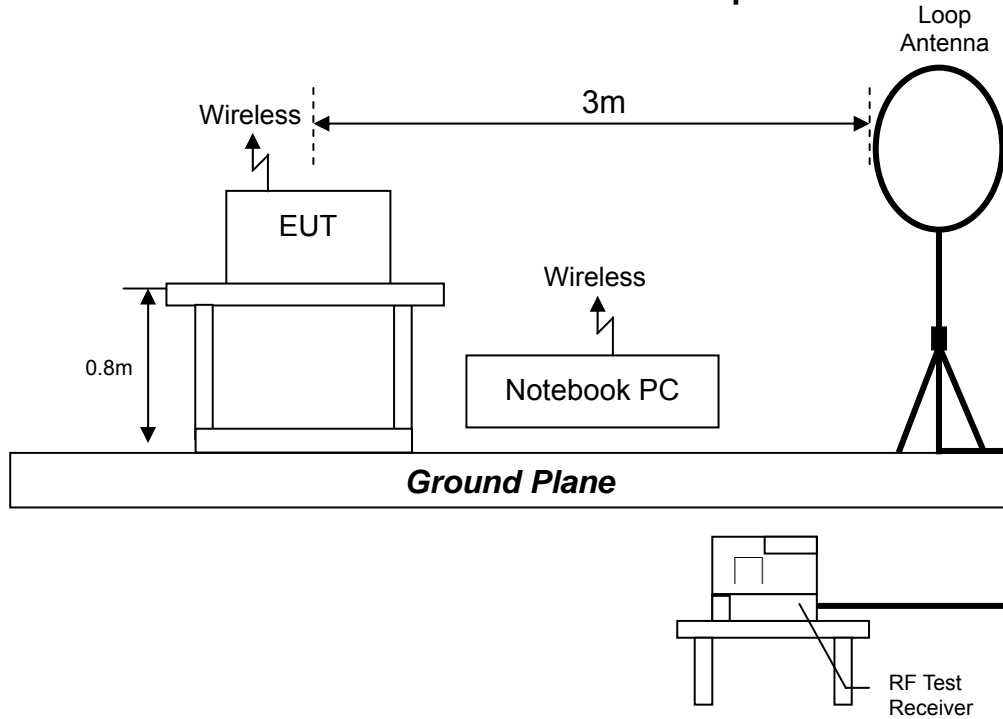 Loop
Antenna
3m
Wireless
EUT
Wireless
0.8m
Notebook PC
Ground Plane
RF Test
Receiver